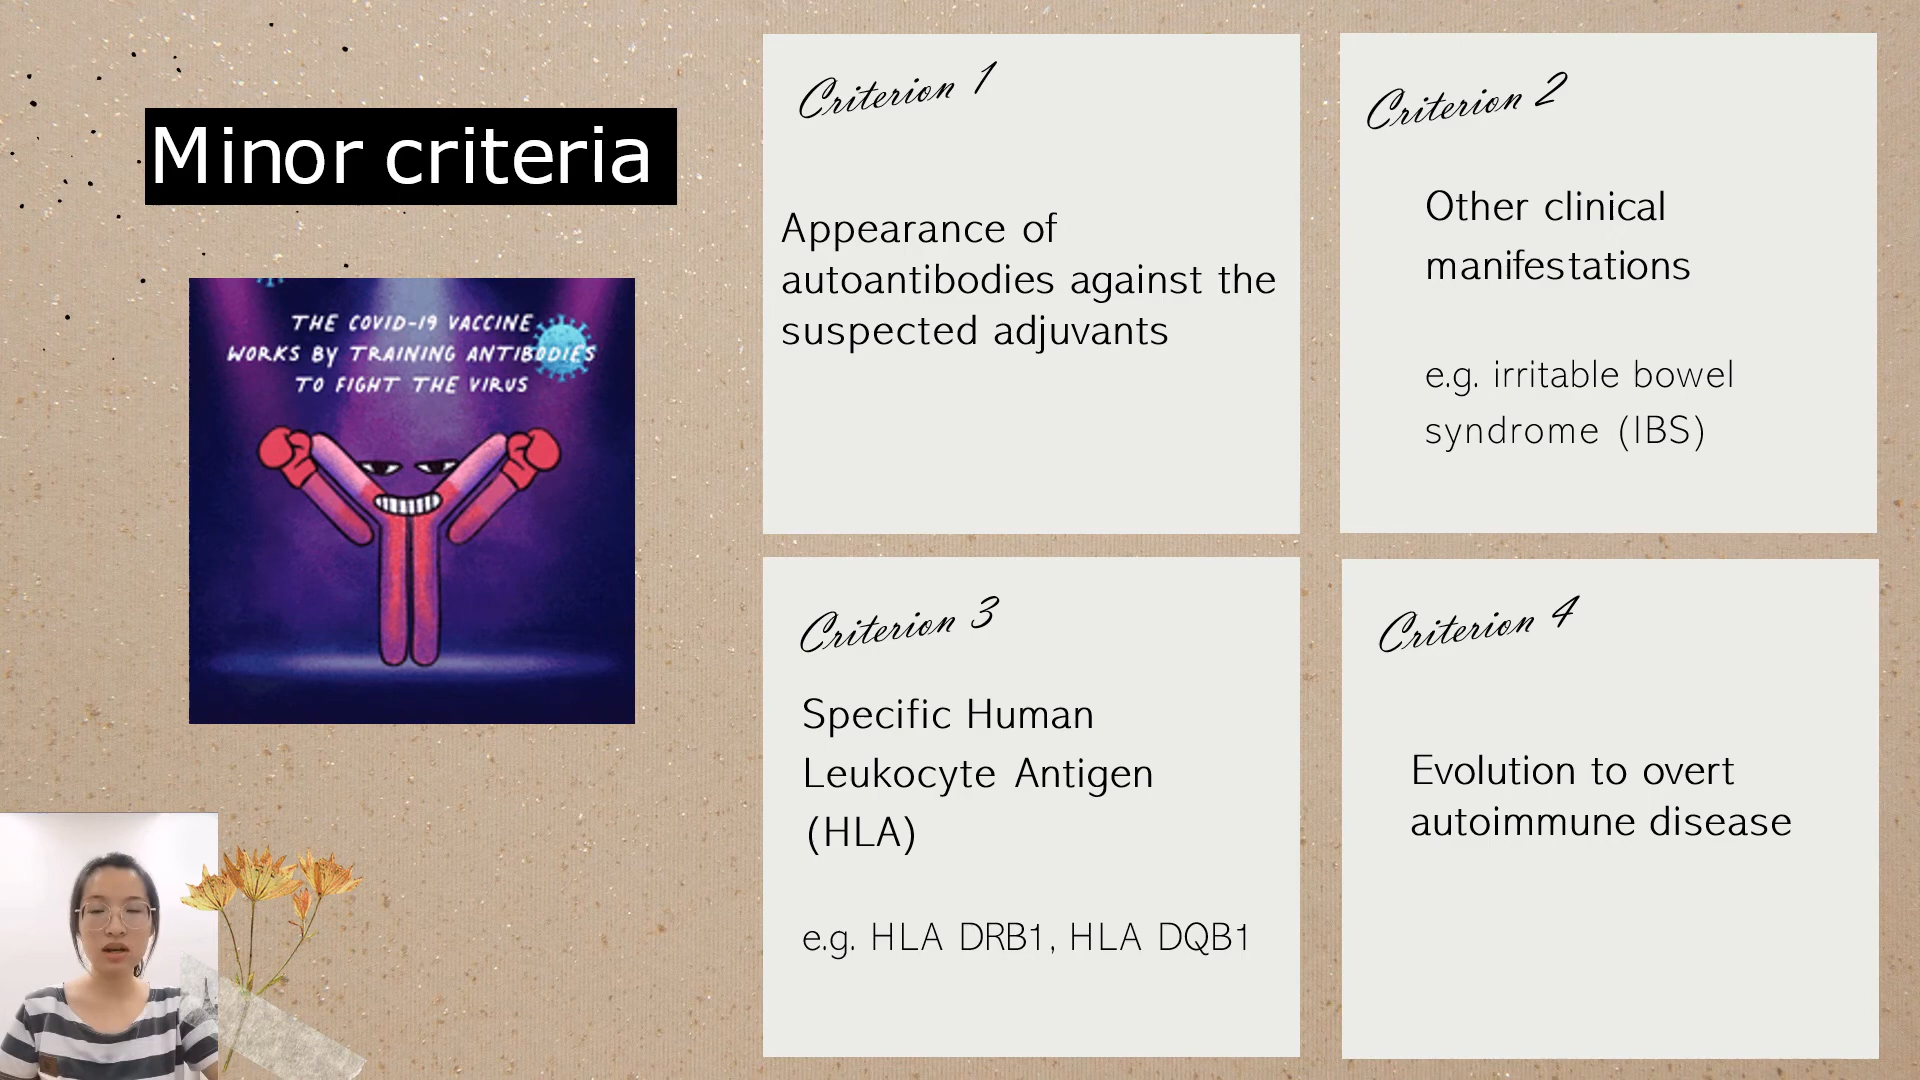 Minor criteria
THE COVID-19 VACCINE
WORKS BY TRAINING ANTIBODIES
TO FIGHT THE VIRUS
Criterion 1
Appearance of
autoantibodies against the
suspected adjuvants
Criterion 2
Other clinical
manifestations
e.g. irritable bowel
syndrome (IBS)
Criterion 3
Specific Human
Leukocyte Antigen
(HLA)
e.g. HLA DRB1, HLA DQB1
Criterion 4
Evolution to overt
autoimmune disease